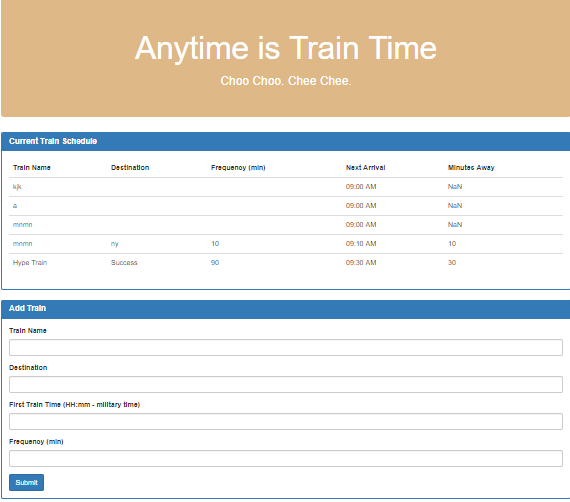 Anytime is Train Time
Choo Choo. Chee Chee.
Current Train Schedule
Train Name Destination Frequency (min) Next Arrival Minutes Away
kjk 09:00 AM NaN
a 09:00 AM NaN
mnmn 09:00 AM NaN
mnmn ny 10 09:10 AM 10
Hype Train Success 90 09:30 AM 30
Add Train
Train Name
Destination
First Train Time (HH:mm - military time)
Frequency (min)
Submit